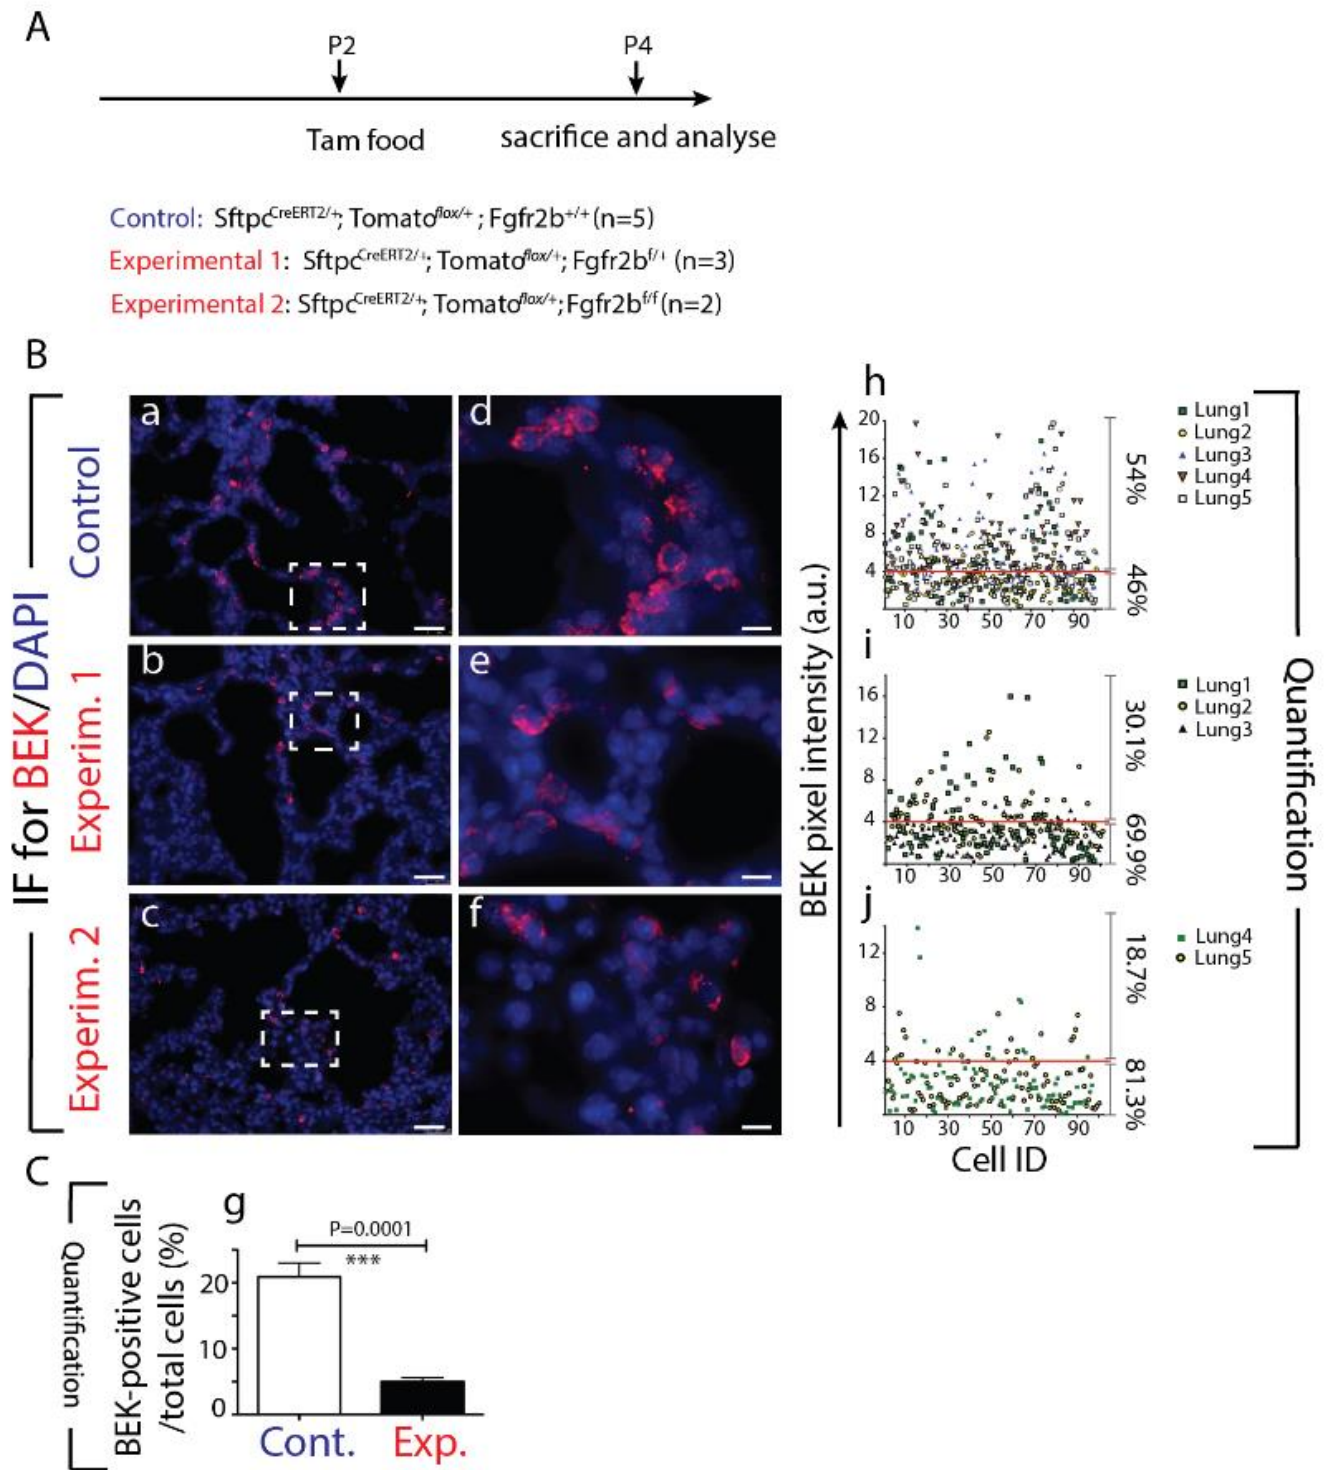 A
P2 P4
Tam food sacrifice and analyse
Control: Sftpc^CreERT2/+; Tomato^flox/+; Fgfr2b^+/+ (n=5)
Experimental 1: Sftpc^CreERT2/+; Tomato^flox/+; Fgfr2b^f/+ (n=3)
Experimental 2: Sftpc^CreERT2/+; Tomato^flox/+; Fgfr2b^f/f (n=2)
B
IF for BEK/DAPI
Control
Experim. 1
Experim. 2
a
d
b
e
c
f
BEK pixel intensity (a.u.)
h
20
16
12
8
4
10 30 50 70 90
54%
46%
Lung1
Lung2
Lung3
Lung4
Lung5
i
16
12
8
4
10 30 50 70 90
30.1%
69.9%
Lung1
Lung2
Lung3
j
12
8
4
10 30 50 70 90
18.7%
81.3%
Lung4
Lung5
Cell ID
Quantification
C
Quantification
g
BEK-positive cells
/total cells (%)
P=0.0001
***
20
10
0
Cont. Exp.